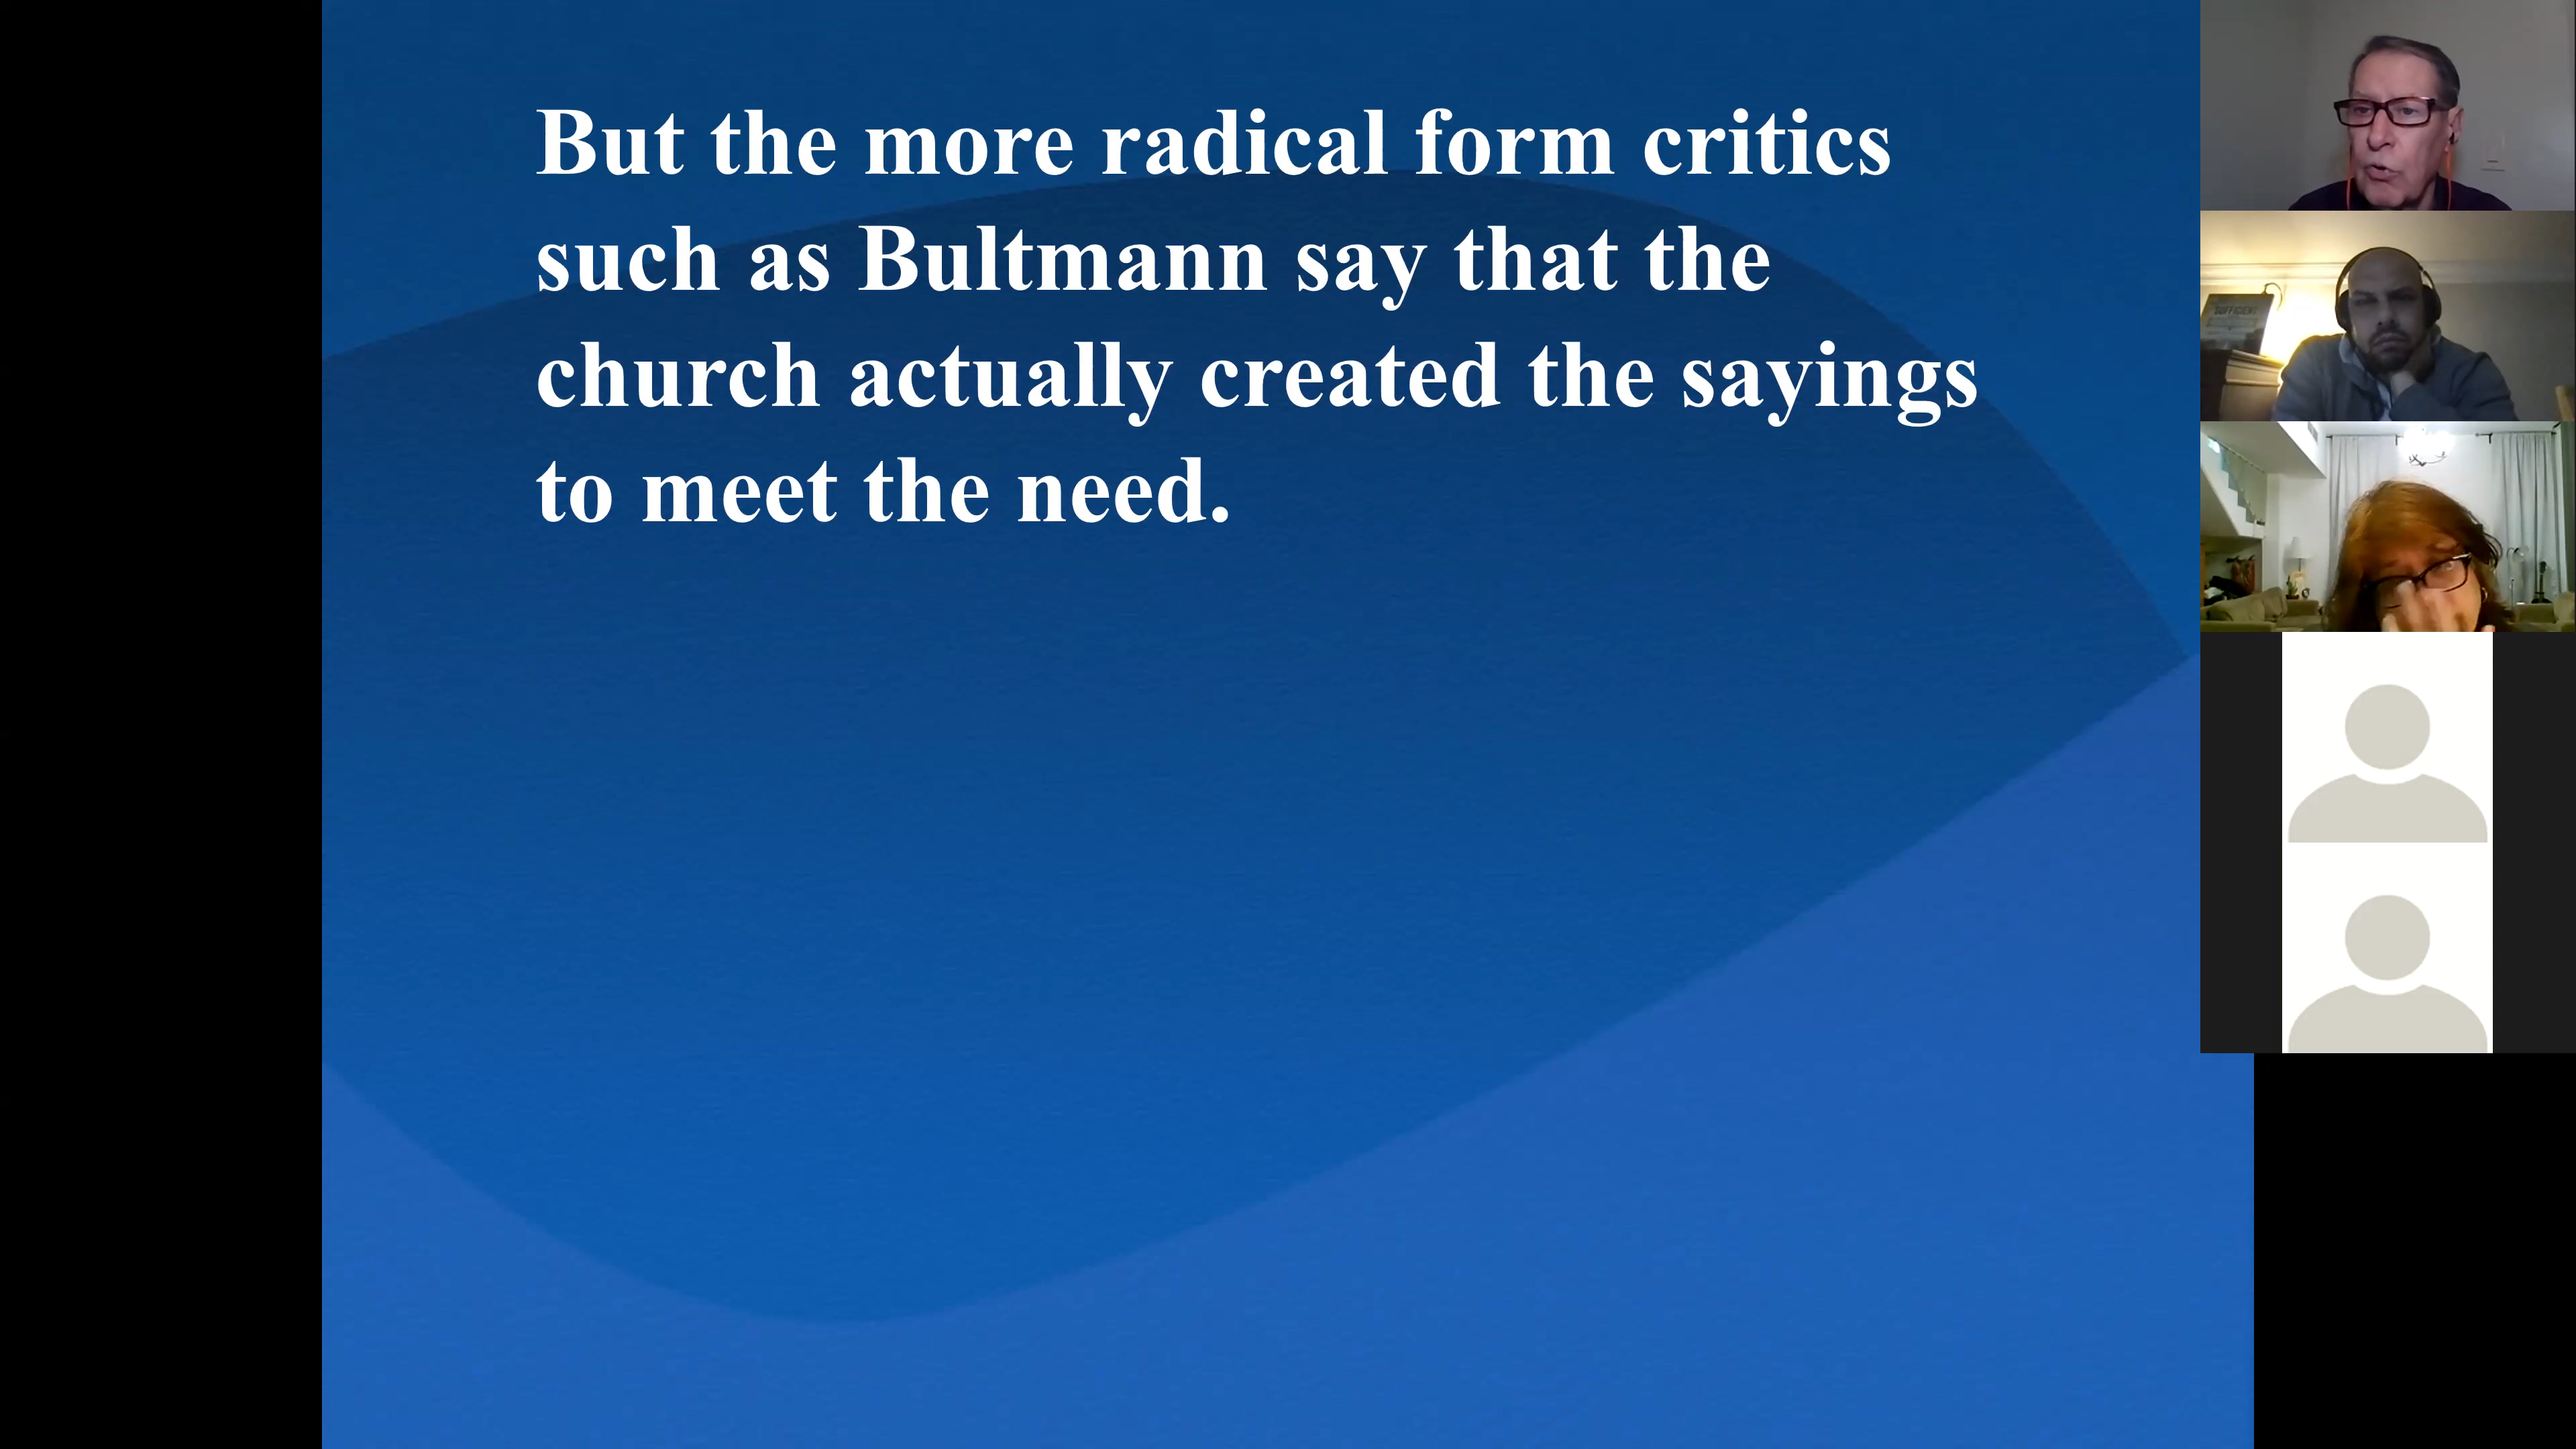 But the more radical form critics
such as Bultmann say that the
church actually created the sayings
to meet the need.
SUFFICIENT